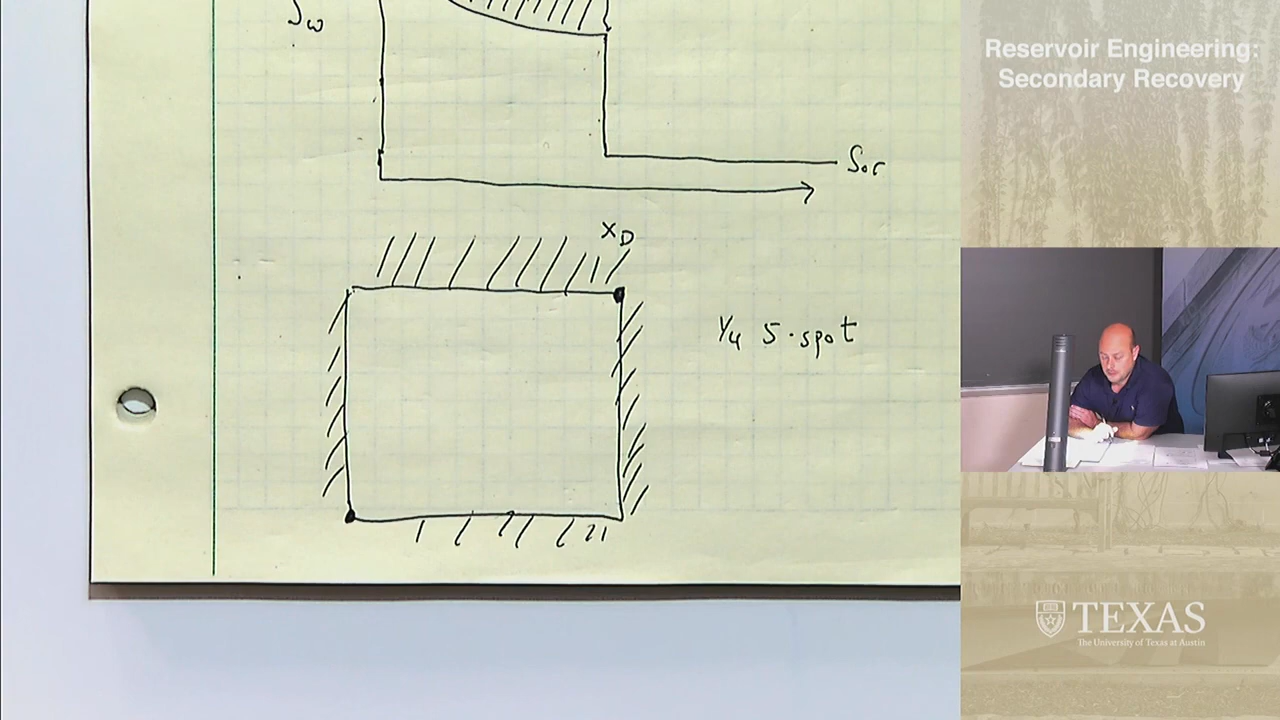 Sw
Sor
xD
1/4 5-spot
Reservoir Engineering:
Secondary Recovery
TEXAS
The University of Texas at Austin